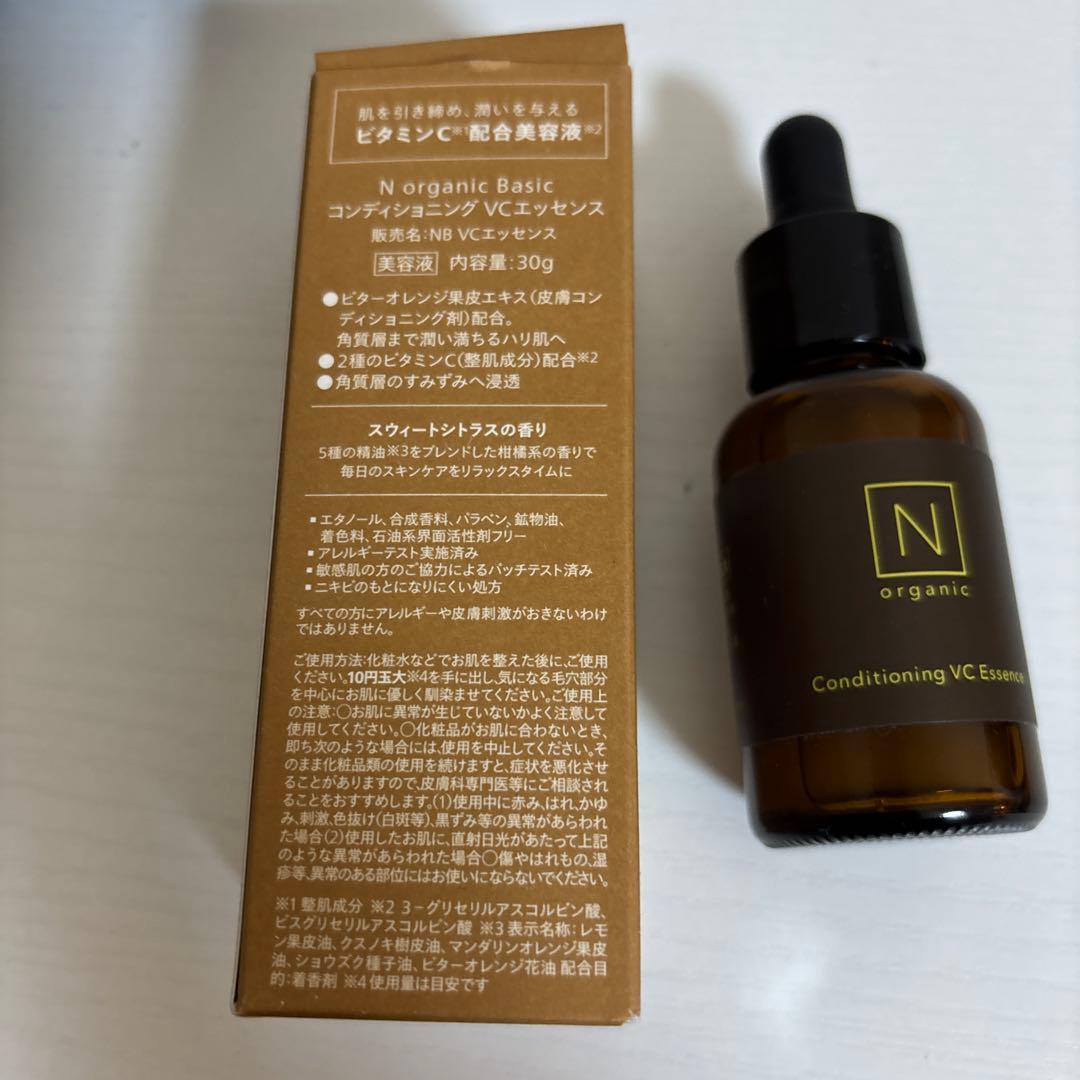 肌を引き締め、潤いを与える
ビタミンC※1配合美容液※2
N organic Basic
コンディショニング VCエッセンス
販売名:NB VCエッセンス
美容液 内容量:30g
●ビターオレンジ果皮エキス(皮膚コン
ディショニング剤)配合。
角質層まで潤い満ちるハリ肌へ
●2種のビタミンC(整肌成分)配合※2
●角質層のすみずみへ浸透
スウィートシトラスの香り
5種の精油※3をブレンドした柑橘系の香りで
毎日のスキンケアをリラックスタイムに
▪エタノール、合成香料、パラベン、鉱物油、
着色料、石油系界面活性剤フリー
▪アレルギーテスト実施済み
▪敏感肌の方のご協力によるパッチテスト済み
▪ニキビのもとになりにくい処方
すべての方にアレルギーや皮膚刺激がおきないわけ
ではありません。
ご使用方法:化粧水などでお肌を整えた後に、ご使用
ください。10円玉大※4を手に出し、気になる毛穴部分
を中心にお肌に優しく馴染ませてください。ご使用上
の注意:○お肌に異常が生じていないかよく注意して
使用してください。○化粧品がお肌に合わないとき、
即ち次のような場合には、使用を中止してください。そ
のまま化粧品類の使用を続けますと、症状を悪化させ
ることがありますので、皮膚科専門医等にご相談され
ることをおすすめします。(1)使用中に赤み、はれ、かゆ
み、刺激、色抜け(白斑等)、黒ずみ等の異常があらわれ
た場合(2)使用したお肌に、直射日光があたって上記
のような異常があらわれた場合○傷やはれもの、湿
疹等、異常のある部位にはお使いにならないでください。
※1 整肌成分 ※2 3-グリセリルアスコルビン酸、
ビスグリセリルアスコルビン酸 ※3 表示名称:レモ
ン果皮油、クスノキ樹皮油、マンダリンオレンジ果皮
油、ショウズク種子油、ビターオレンジ花油 配合目
的:着香剤 ※4 使用量は目安です
N
organic
Conditioning VC Essence